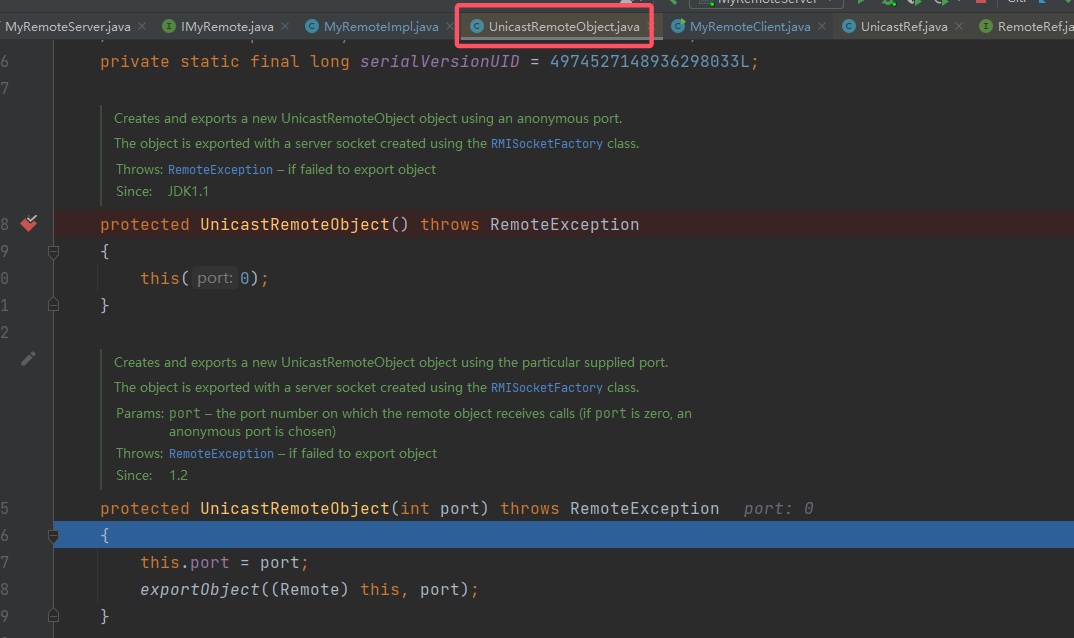 MyRemoteServer.java IMyRemote.java MyRemoteImpl.java UnicastRemoteObject.java MyRemoteClient.java UnicastRef.java RemoteRef.ja
6 private static final long serialVersionUID = 4974527148936298033L;
7
Creates and exports a new UnicastRemoteObject object using an anonymous port.
The object is exported with a server socket created using the RMISocketFactory class.
Throws: RemoteException – if failed to export object
Since: JDK1.1
8 protected UnicastRemoteObject() throws RemoteException
9 {
0 this( port: 0);
1 }
2
Creates and exports a new UnicastRemoteObject object using the particular supplied port.
The object is exported with a server socket created using the RMISocketFactory class.
Params: port – the port number on which the remote object receives calls (if port is zero, an
anonymous port is chosen)
Throws: RemoteException – if failed to export object
Since: 1.2
5 protected UnicastRemoteObject(int port) throws RemoteException port: 0
6 {
7 this.port = port;
8 exportObject((Remote) this, port);
9 }